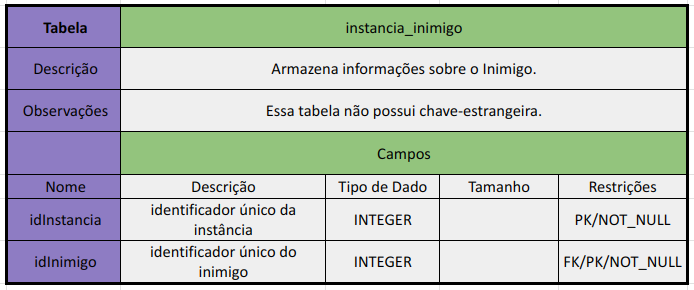 Tabela instancia_inimigo
Descrição Armazena informações sobre o Inimigo.
Observações Essa tabela não possui chave-estrangeira.
Campos
Nome Descrição Tipo de Dado Tamanho Restrições
idInstancia identificador único da instância INTEGER PK/NOT_NULL
idInimigo identificador único do inimigo INTEGER FK/PK/NOT_NULL